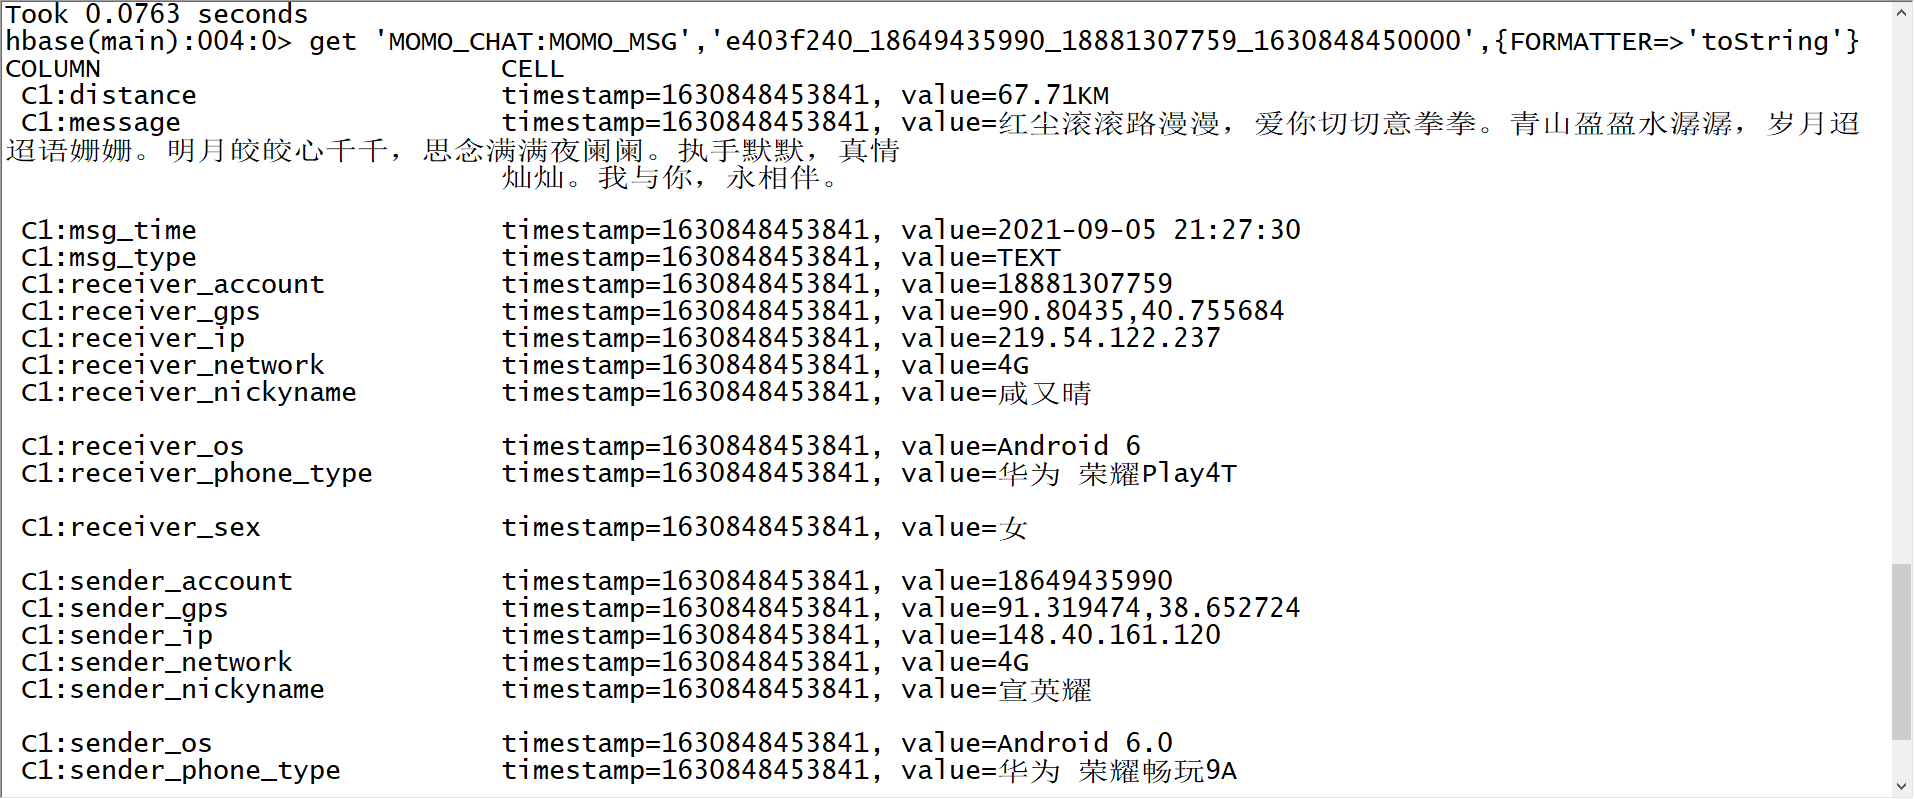 Took 0.0763 seconds
hbase(main):004:0> get 'MOMO_CHAT:MOMO_MSG','e403f240_18649435990_18881307759_1630848450000',{FORMATTER=>'toString'}
COLUMN CELL
C1:distance timestamp=1630848453841, value=67.71KM
C1:message timestamp=1630848453841, value=红尘滚滚路漫漫，爱你切切意拳拳。青山盈盈水潺潺，岁月迢
迢语姗姗。明月皎皎心千千，思念满满夜阑阑。执手默默，真情
灿灿。我与你，永相伴。
C1:msg_time timestamp=1630848453841, value=2021-09-05 21:27:30
C1:msg_type timestamp=1630848453841, value=TEXT
C1:receiver_account timestamp=1630848453841, value=18881307759
C1:receiver_gps timestamp=1630848453841, value=90.80435,40.755684
C1:receiver_ip timestamp=1630848453841, value=219.54.122.237
C1:receiver_network timestamp=1630848453841, value=4G
C1:receiver_nickyname timestamp=1630848453841, value=咸又晴
C1:receiver_os timestamp=1630848453841, value=Android 6
C1:receiver_phone_type timestamp=1630848453841, value=华为 荣耀Play4T
C1:receiver_sex timestamp=1630848453841, value=女
C1:sender_account timestamp=1630848453841, value=18649435990
C1:sender_gps timestamp=1630848453841, value=91.319474,38.652724
C1:sender_ip timestamp=1630848453841, value=148.40.161.120
C1:sender_network timestamp=1630848453841, value=4G
C1:sender_nickyname timestamp=1630848453841, value=宣英耀
C1:sender_os timestamp=1630848453841, value=Android 6.0
C1:sender_phone_type timestamp=1630848453841, value=华为 荣耀畅玩9A